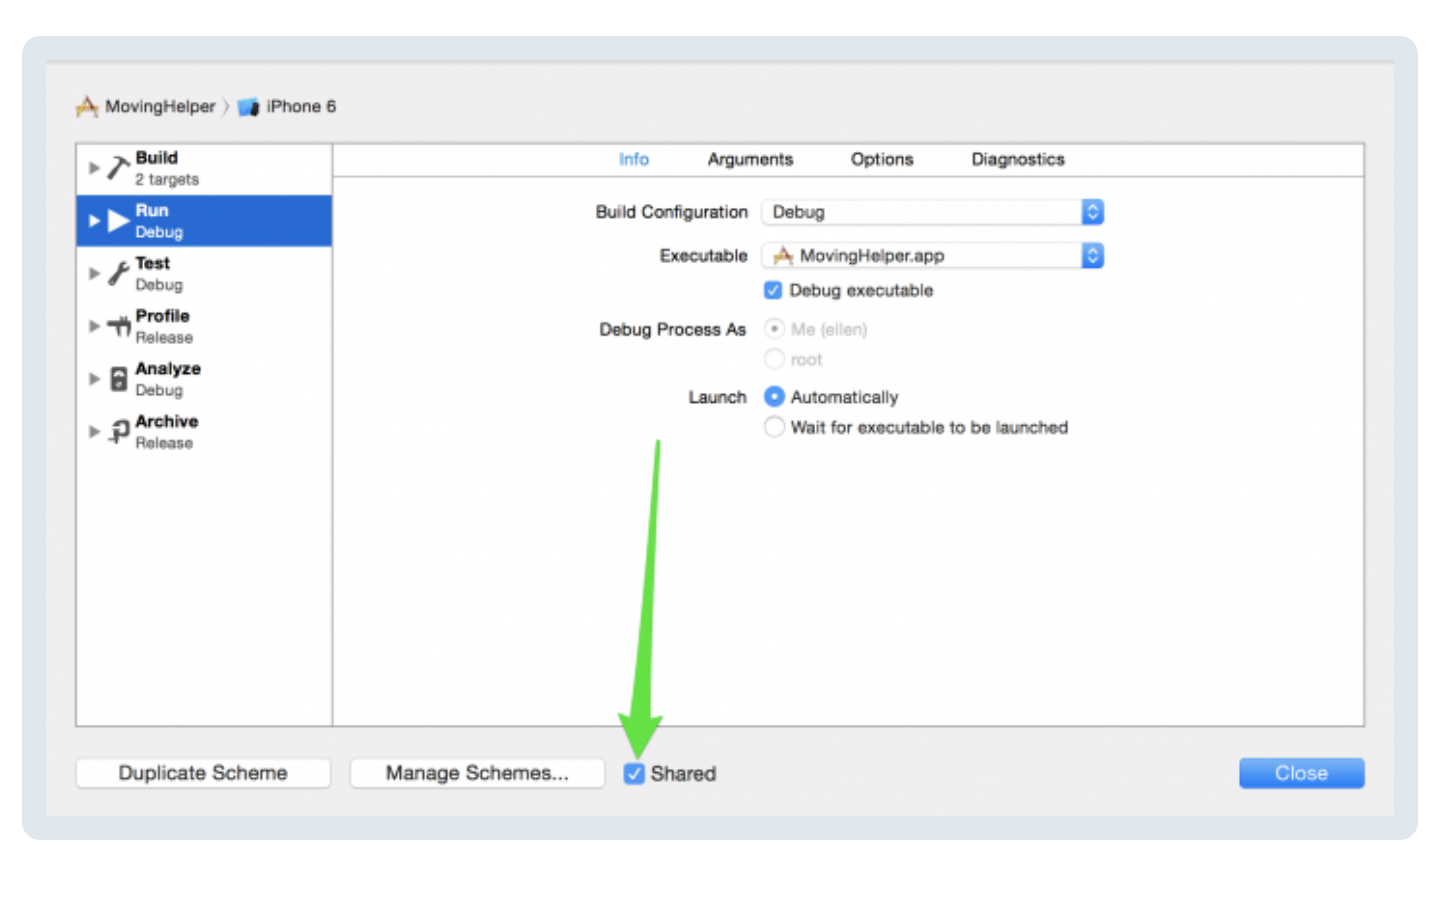 MovingHelper 〉 iPhone 6
Build
2 targets
Run
Debug
Test
Debug
Profile
Release
Analyze
Debug
Archive
Release
Info Arguments Options Diagnostics
Build Configuration Debug
Executable MovingHelper.app
Debug executable
Debug Process As Me (ellen)
root
Launch Automatically
Wait for executable to be launched
Duplicate Scheme Manage Schemes... Shared Close